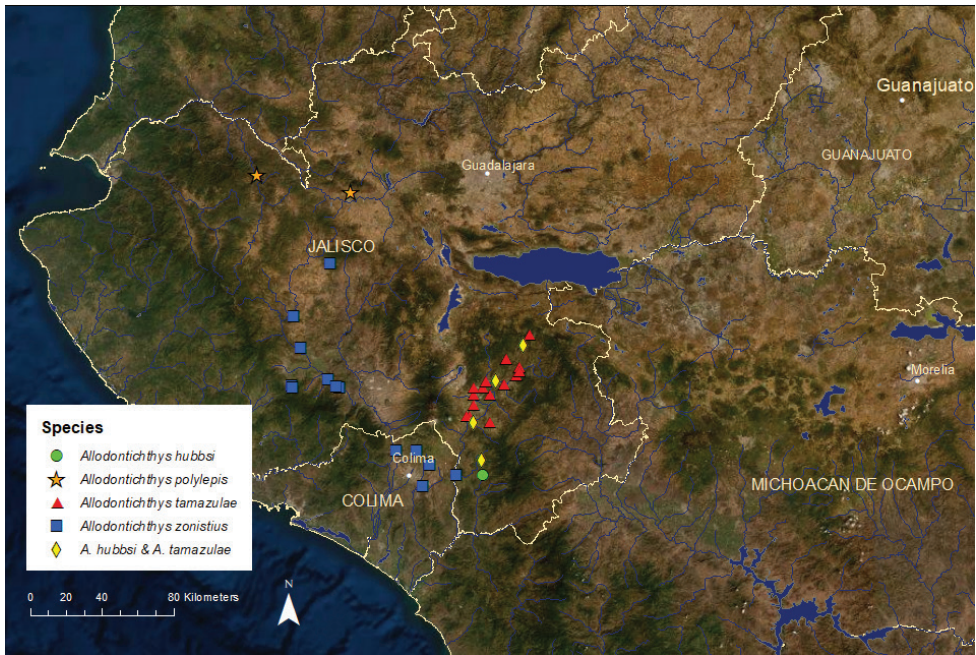 Guanajuato
GUANAJUATO
Guadalajara
JALISCO
Morelia
Colima
COLIMA
MICHOACAN DE OCAMPO
Species
Allodontichthys hubbsi
Allodontichthys polylepis
Allodontichthys tamazulae
Allodontichthys zonistius
A. hubbsi & A. tamazulae
N
0 20 40 80 Kilometers